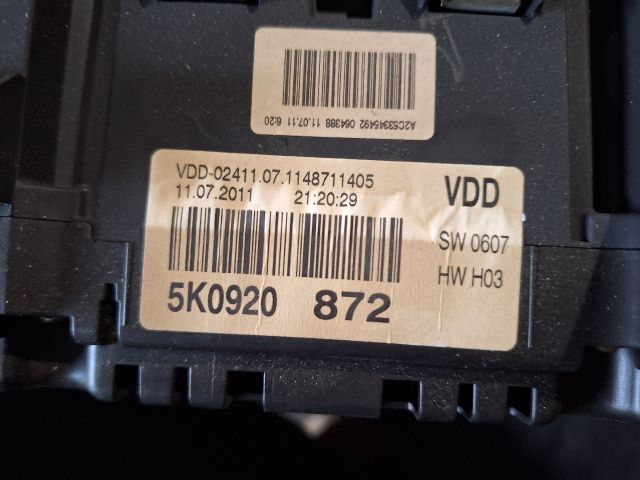 A2C53345492 064388 11.07.11 6:20
VDD-02411.07.1148711405
11.07.2011 21:20:29
VDD
SW 0607
HW H03
5K0920 872